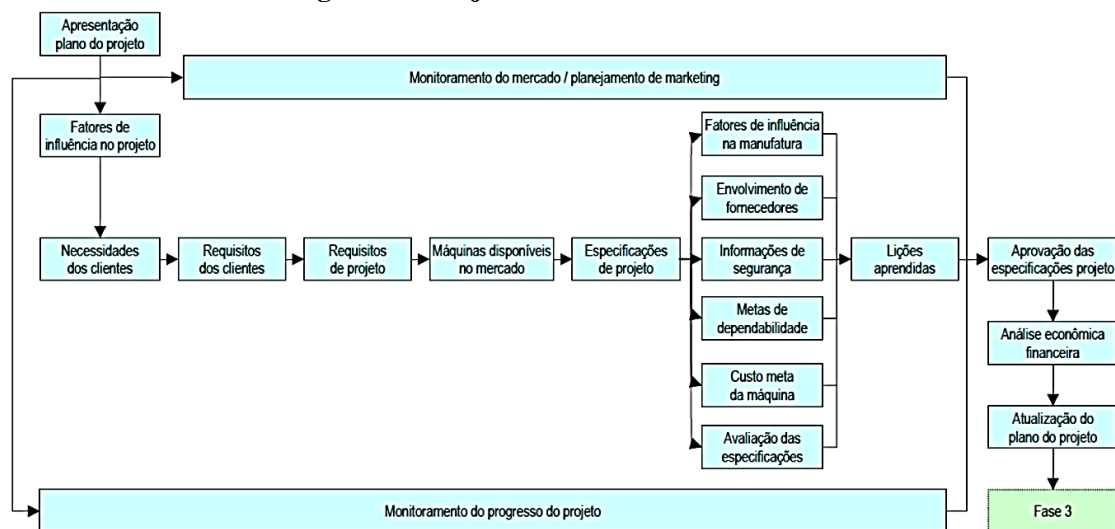 Apresentação
plano do projeto
Monitoramento do mercado / planejamento de marketing
Fatores de
influência no projeto
Necessidades
dos clientes
Requisitos
dos clientes
Requisitos
de projeto
Máquinas disponíveis
no mercado
Especificações
de projeto
Fatores de influência
na manufatura
Envolvimento de
fornecedores
Informações de
segurança
Metas de
dependabilidade
Custo meta
da máquina
Avaliação das
especificações
Lições
aprendidas
Aprovação das
especificações projeto
Análise econômica
financeira
Atualização do
plano do projeto
Monitoramento do progresso do projeto
Fase 3